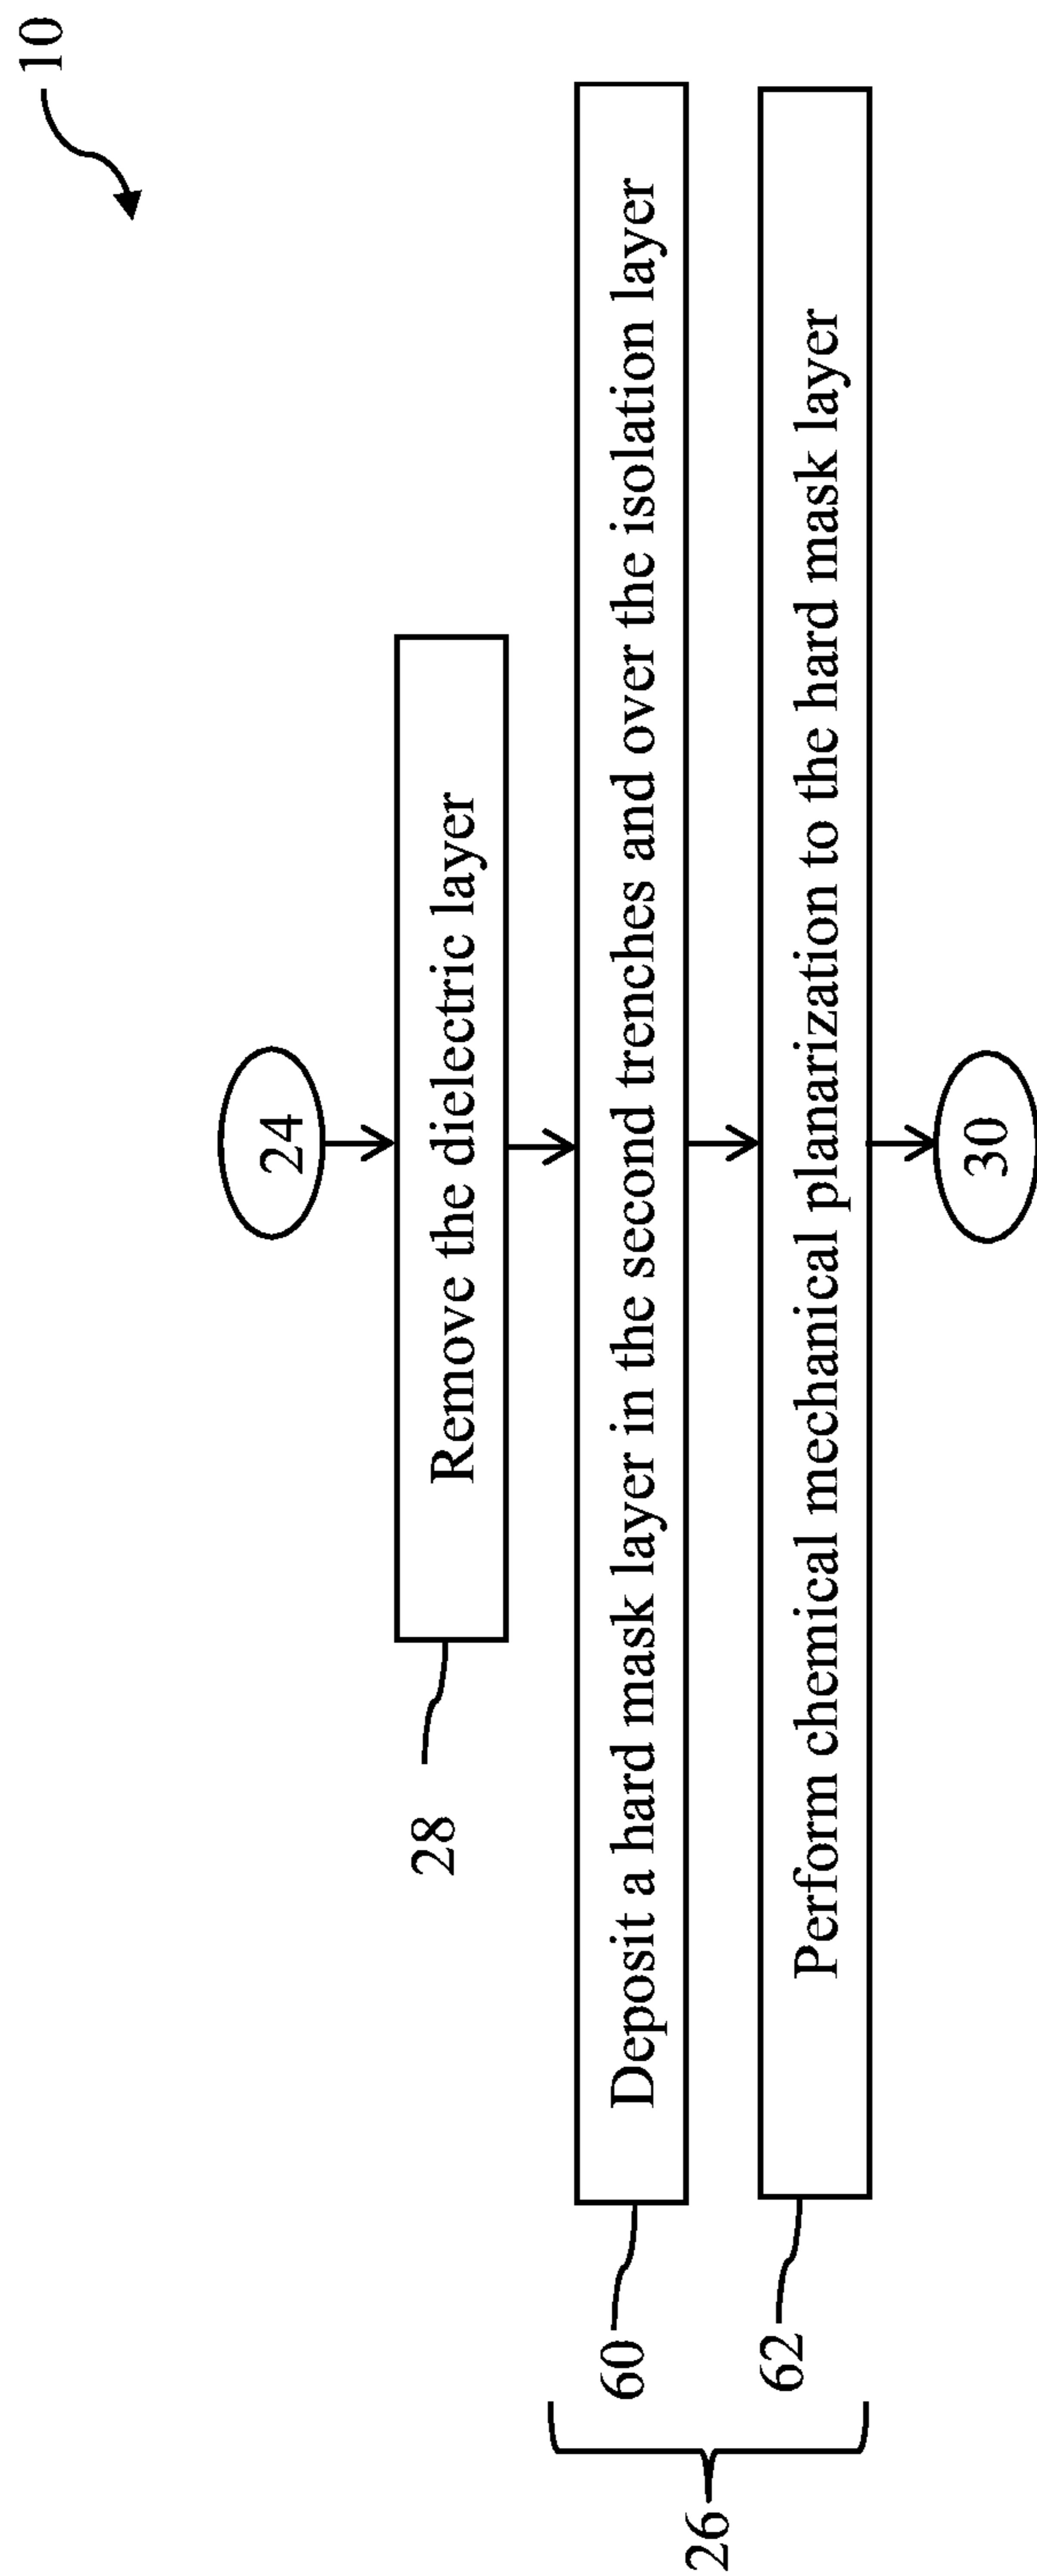 10
24
Remove the dielectric layer
28
Deposit a hard mask layer in the second trenches and over the isolation layer
60
Perform chemical mechanical planarization to the hard mask layer
62
26
30